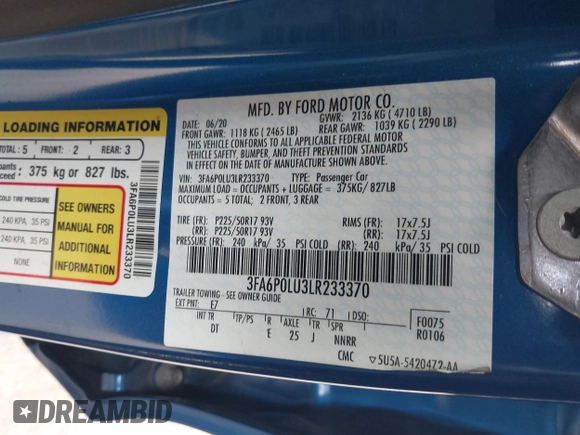 LOADING INFORMATION
TOTAL: 5 FRONT: 2 REAR: 3
pants: 375 kg or 827 lbs.
COLD TIRE PRESSURE
240 KPA, 35 PSI
240 KPA, 35 PSI
NONE
SEE OWNERS
MANUAL FOR
ADDITIONAL
INFORMATION
3FA6P0LU3LR233370
MFD. BY FORD MOTOR CO.
06/20 GVWR: 2136 KG ( 4710 LB)
FRONT GAWR: 1118 KG ( 2465 LB) REAR GAWR: 1039 KG ( 2290 LB)
THIS VEHICLE CONFORMS TO ALL APPLICABLE FEDERAL MOTOR
VEHICLE SAFETY, BUMPER, AND THEFT PREVENTION STANDARDS
IN EFFECT ON THE DATE OF MANUFACTURE SHOWN ABOVE.
VIN: 3FA6P0LU3LR233370 TYPE: Passenger Car
MAXIMUM LOAD = OCCUPANTS + LUGGAGE = 375KG/827LB
OCCUPANTS = 5 TOTAL: 2 FRONT, 3 REAR
TIRE (FR): P225/50R17 93V (FR): 17x7.5J
(RR): P225/50R17 93V (RR): 17x7.5J
PRESSURE (FR): 240 kPa/ 35 PSI COLD (RR): 240 kPa/ 35 PSI COLD
3FA6P0LU3LR233370
TRAILER TOWING - SEE OWNER GUIDE
EXT PNT: E7 RC: 71 DSO:
INT TR TP/PS R AXLE TR SPR F0075
DT E 25 J NNRR R0106
CMC 5U5A-5420472-AA
DREAMBID